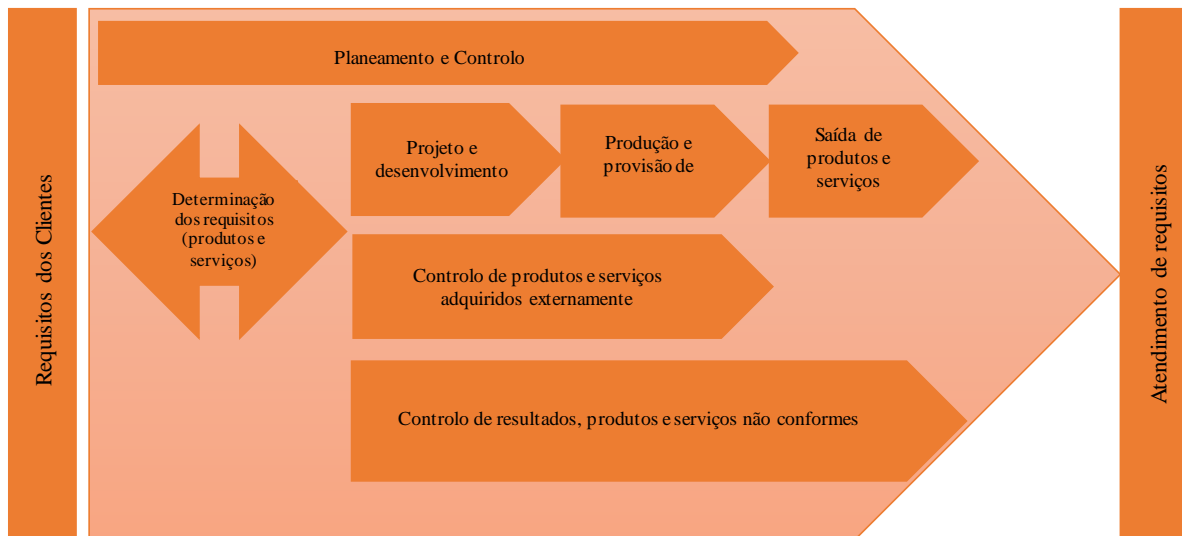 Requisitos dos Clientes
Planeamento e Controlo
Determinação
dos requisitos
(produtos e
serviços)
Projeto e
desenvolvimento
Produção e
provisão de
Saída de
produtos e
serviços
Controlo de produtos e serviços
adquiridos externamente
Controlo de resultados, produtos e serviços não conformes
Atendimento de requisitos